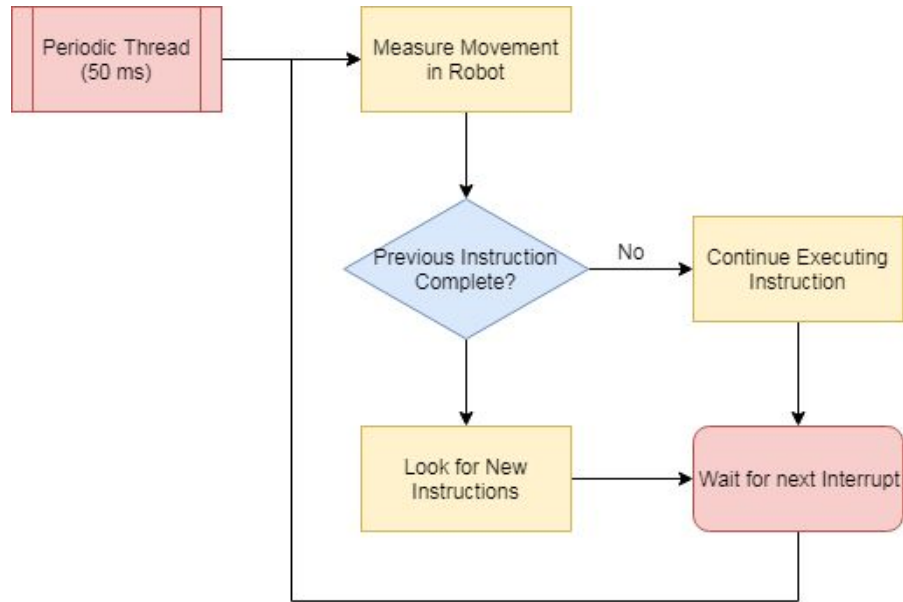 Periodic Thread
(50 ms)
Measure Movement
in Robot
Previous Instruction
Complete?
No
Continue Executing
Instruction
Look for New
Instructions
Wait for next Interrupt